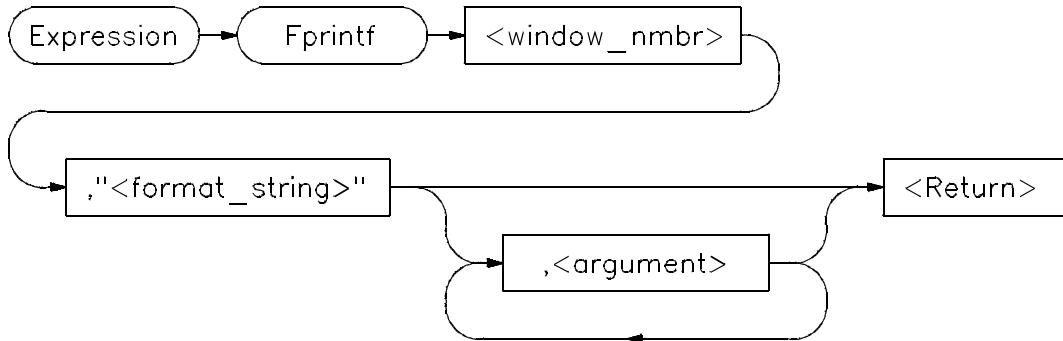 Expression Fprintf <window_nmbr>
,"<format_string>" <Return>
,<argument>